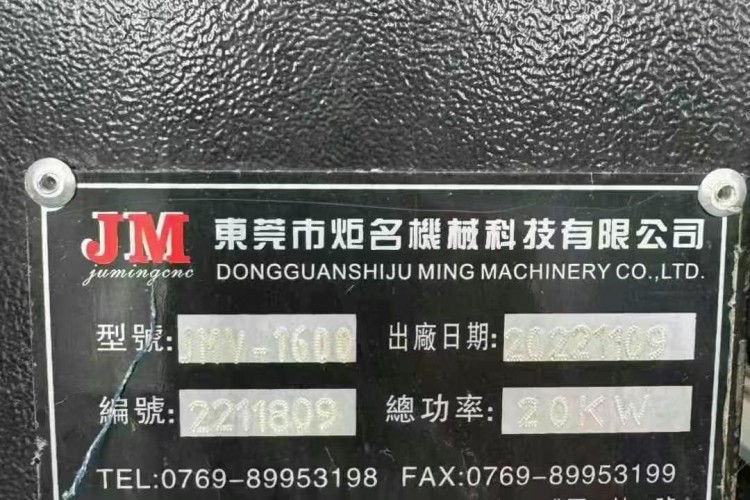 JM 東莞市炬名機械科技有限公司
jumingcnc DONGGUANSHIJU MING MACHINERY CO.,LTD.
型號: JMV-1600 出廠日期: 20221109
編號: 2211809 總功率: 20KW
TEL:0769-89953198 FAX:0769-89953199